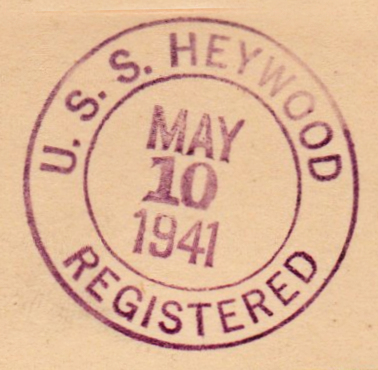 U. S. S. HEYWOOD
MAY
10
1941
REGISTERED